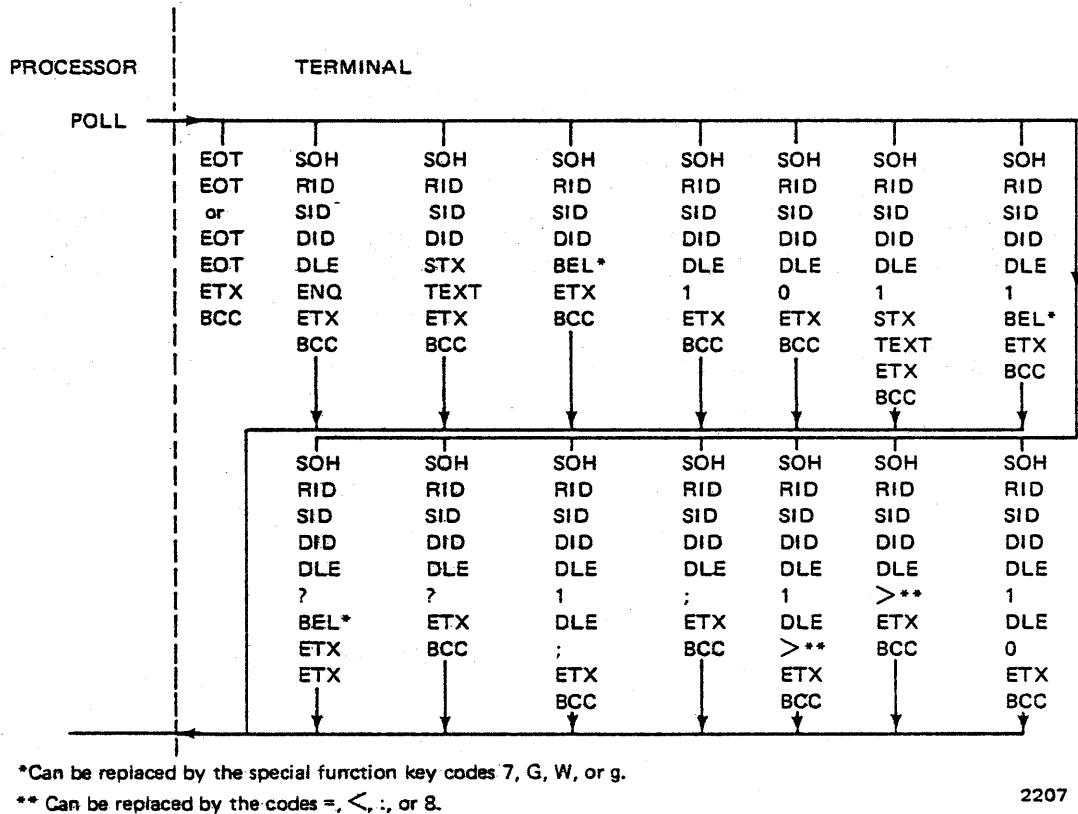 PROCESSOR TERMINAL
POLL
EOT SOH SOH SOH SOH SOH SOH SOH
EOT RID RID RID RID RID RID RID
or SID SID SID SID SID SID SID
EOT DID DID DID DID DID DID DID
EOT DLE STX BEL* DLE DLE DLE DLE
ETX ENQ TEXT ETX 1 0 1 1
BCC ETX ETX BCC ETX ETX STX BEL*
BCC BCC BCC BCC TEXT ETX
ETX BCC
BCC
SOH SOH SOH SOH SOH SOH SOH
RID RID RID RID RID RID RID
SID SID SID SID SID SID SID
DID DID DID DID DID DID DID
DLE DLE DLE DLE DLE DLE DLE
? ? 1 ; 1 >** 1
BEL* ETX DLE ETX DLE ETX DLE
ETX BCC ; BCC >** BCC 0
ETX ETX ETX ETX
BCC BCC BCC
*Can be replaced by the special function key codes 7, G, W, or g.
** Can be replaced by the codes =, <, :, or 8.
2207